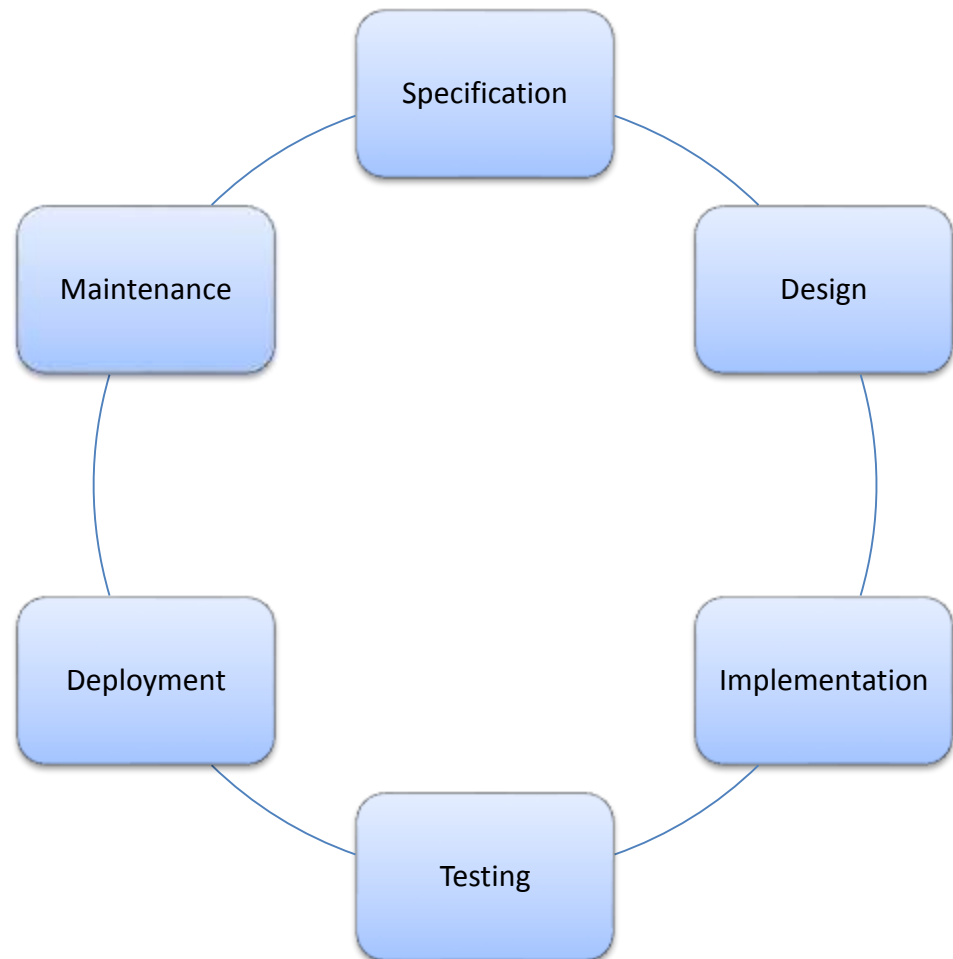 Specification
Design
Implementation
Testing
Deployment
Maintenance